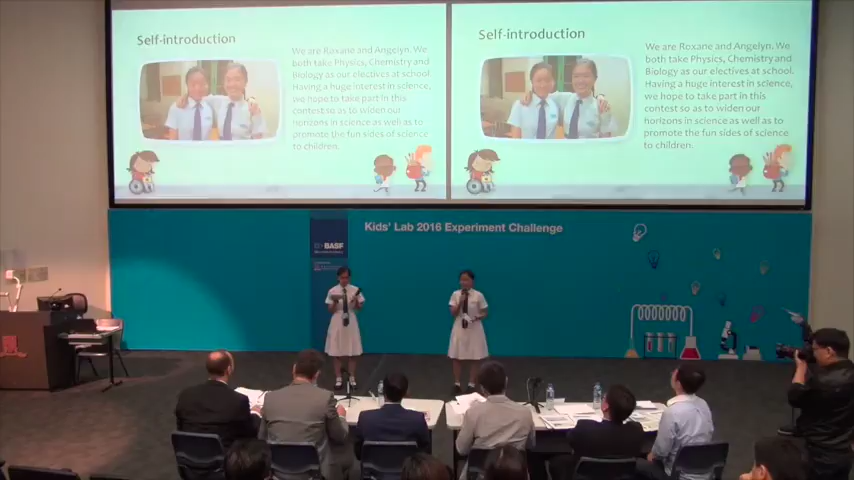 Self-introduction
We are Roxane and Angelyn. We
both take Physics, Chemistry and
Biology as our electives at school.
Having a huge interest in science,
we hope to take part in this
contest so as to widen our
horizons in science as well as to
promote the fun sides of science
to children.
Self-introduction
We are Roxane and Angelyn. We
both take Physics, Chemistry and
Biology as our electives at school.
Having a huge interest in science,
we hope to take part in this
contest so as to widen our
horizons in science as well as to
promote the fun sides of science
to children.
BASF
Kids' Lab 2016 Experiment Challenge